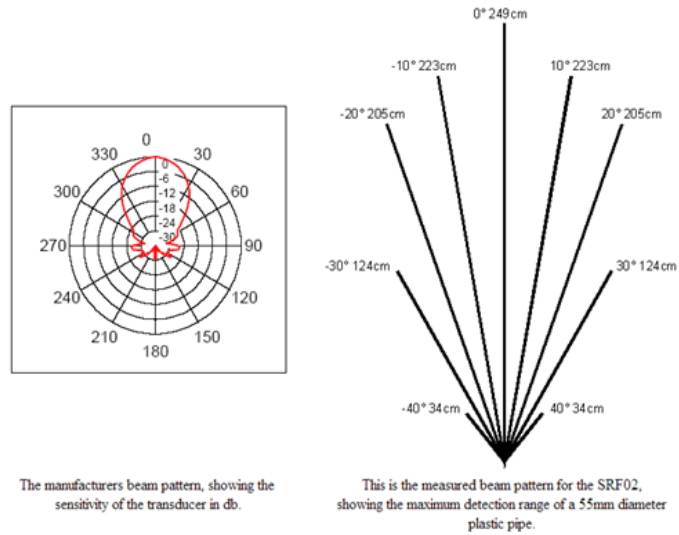 0° 249cm
-10° 223cm
10° 223cm
-20° 205cm
20° 205cm
-30° 124cm
30° 124cm
-40° 34cm
40° 34cm
0
330
30
300
60
270
90
240
120
210
150
180
0
-6
-12
-18
-24
-30
The manufacturers beam pattern, showing the
sensitivity of the transducer in db.
This is the measured beam pattern for the SRF02,
showing the maximum detection range of a 55mm diameter
plastic pipe.